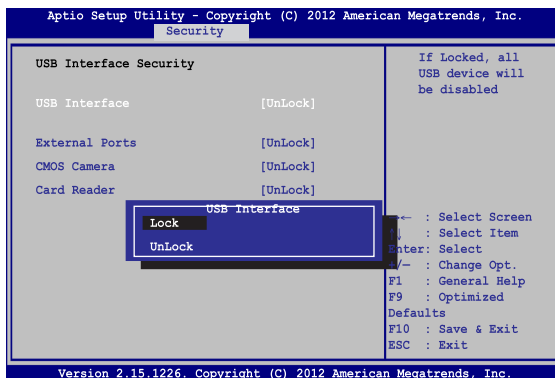 Aptio Setup Utility - Copyright (C) 2012 American Megatrends, Inc.
Security
USB Interface Security
USB Interface [UnLock]
External Ports [UnLock]
CMOS Camera [UnLock]
Card Reader [UnLock]
USB Interface
Lock
UnLock
If Locked, all
USB device will
be disabled
→← : Select Screen
↑↓ : Select Item
Enter: Select
+/— : Change Opt.
F1 : General Help
F9 : Optimized
Defaults
F10 : Save & Exit
ESC : Exit
Version 2.15.1226. Copyright (C) 2012 American Megatrends, Inc.